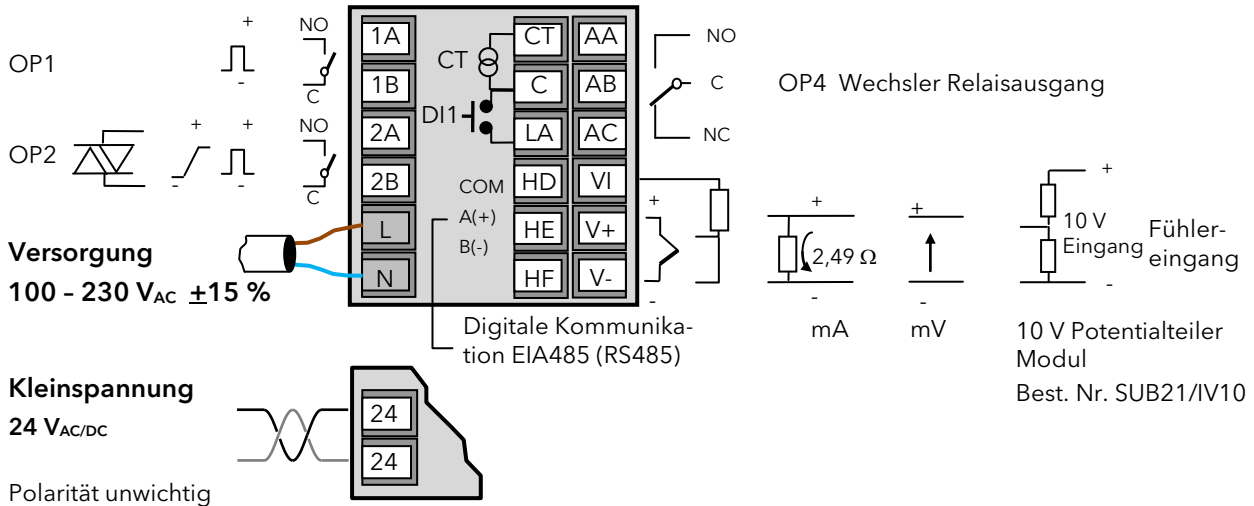 OP1
+
-
NO
C
1A
1B
2A
2B
L
N
CT
DI1
COM
A(+)
B(-)
CT
C
LA
HD
HE
HF
AA
AB
AC
VI
V+
V-
NO
C
NC
OP4 Wechsler Relaisausgang
OP2
+
-
+
-
NO
C
Versorgung
100 – 230 VAC ±15 %
+
-
+
2,49 Ω
-
mA
+
-
mV
+
10 V
Eingang
-
Fühler-
eingang
10 V Potentialteiler
Modul
Best. Nr. SUB21/IV10
Digitale Kommunika-
tion EIA485 (RS485)
Kleinspannung
24 VAC/DC
24
24
Polarität unwichtig